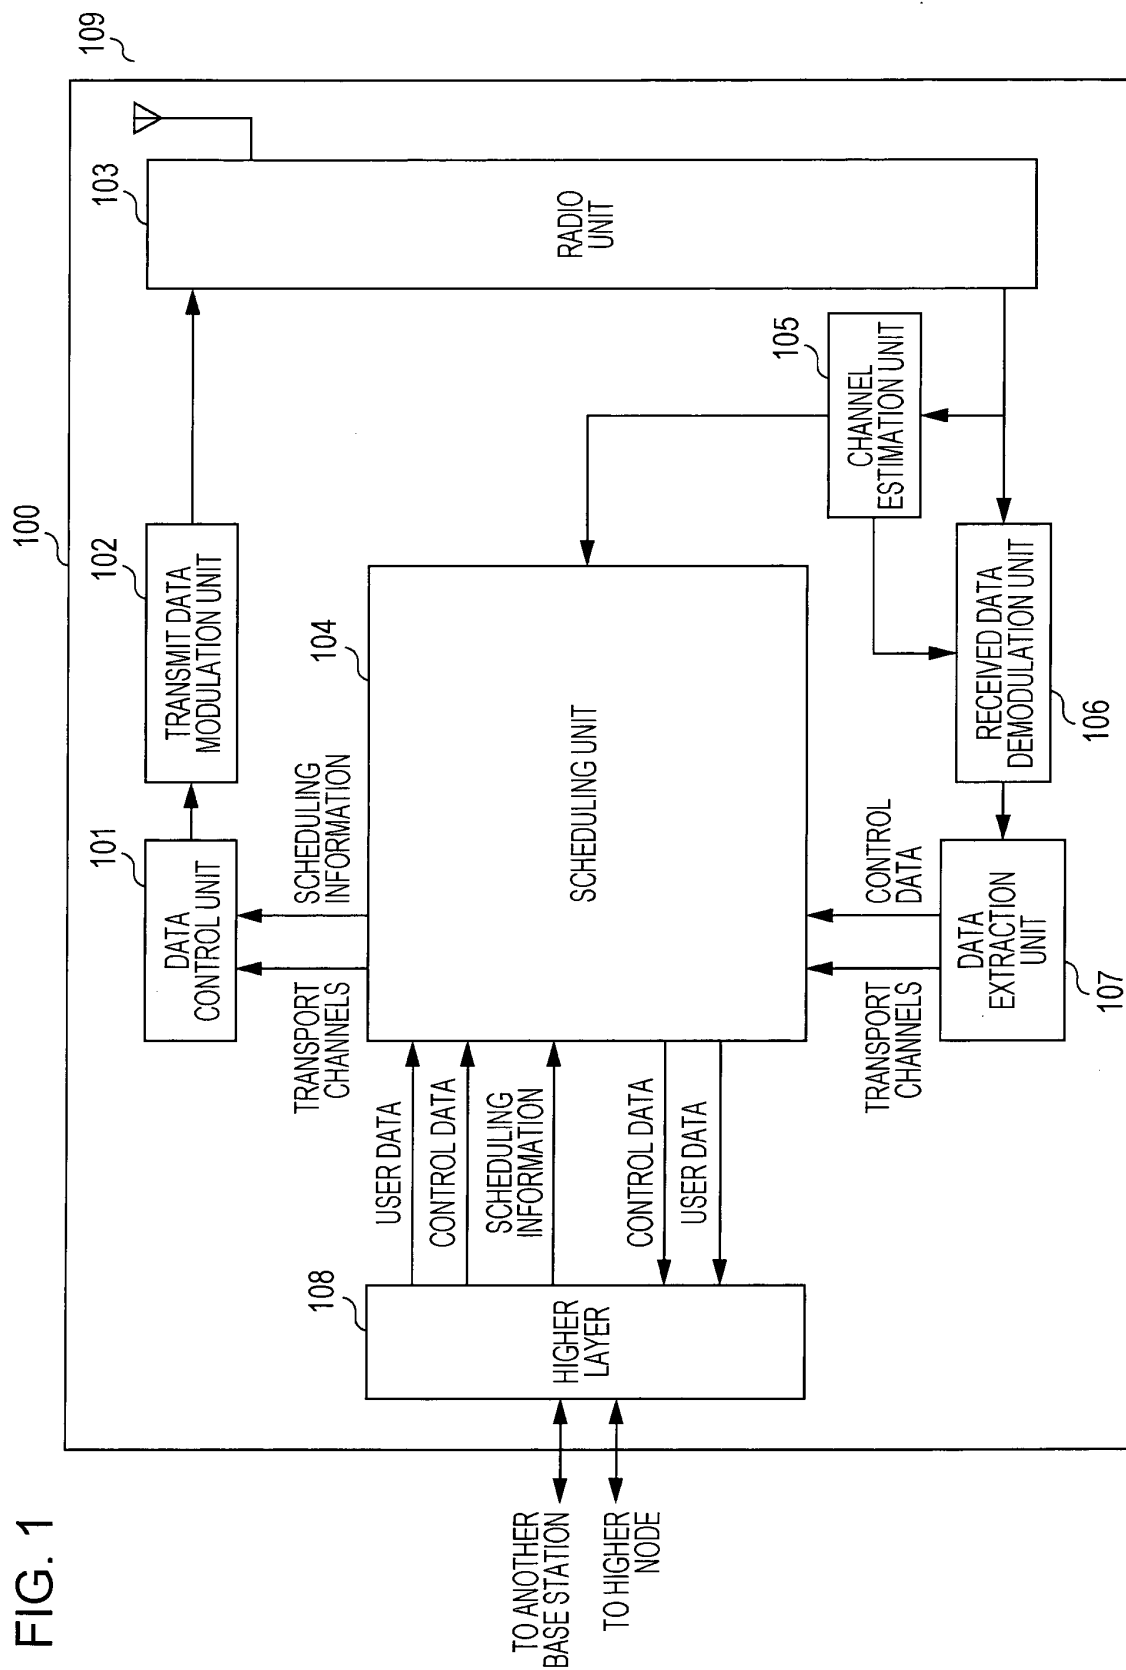 FIG. 1
100
109
101
DATA
CONTROL UNIT
102
TRANSMIT DATA
MODULATION UNIT
103
RADIO
UNIT
TRANSPORT
CHANNELS
SCHEDULING
INFORMATION
104
SCHEDULING UNIT
105
CHANNEL
ESTIMATION UNIT
108
HIGHER
LAYER
USER DATA
CONTROL DATA
SCHEDULING
INFORMATION
CONTROL DATA
USER DATA
TO ANOTHER
BASE STATION
TO HIGHER
NODE
TRANSPORT
CHANNELS
CONTROL
DATA
DATA
EXTRACTION
UNIT
107
RECEIVED DATA
DEMODULATION UNIT
106